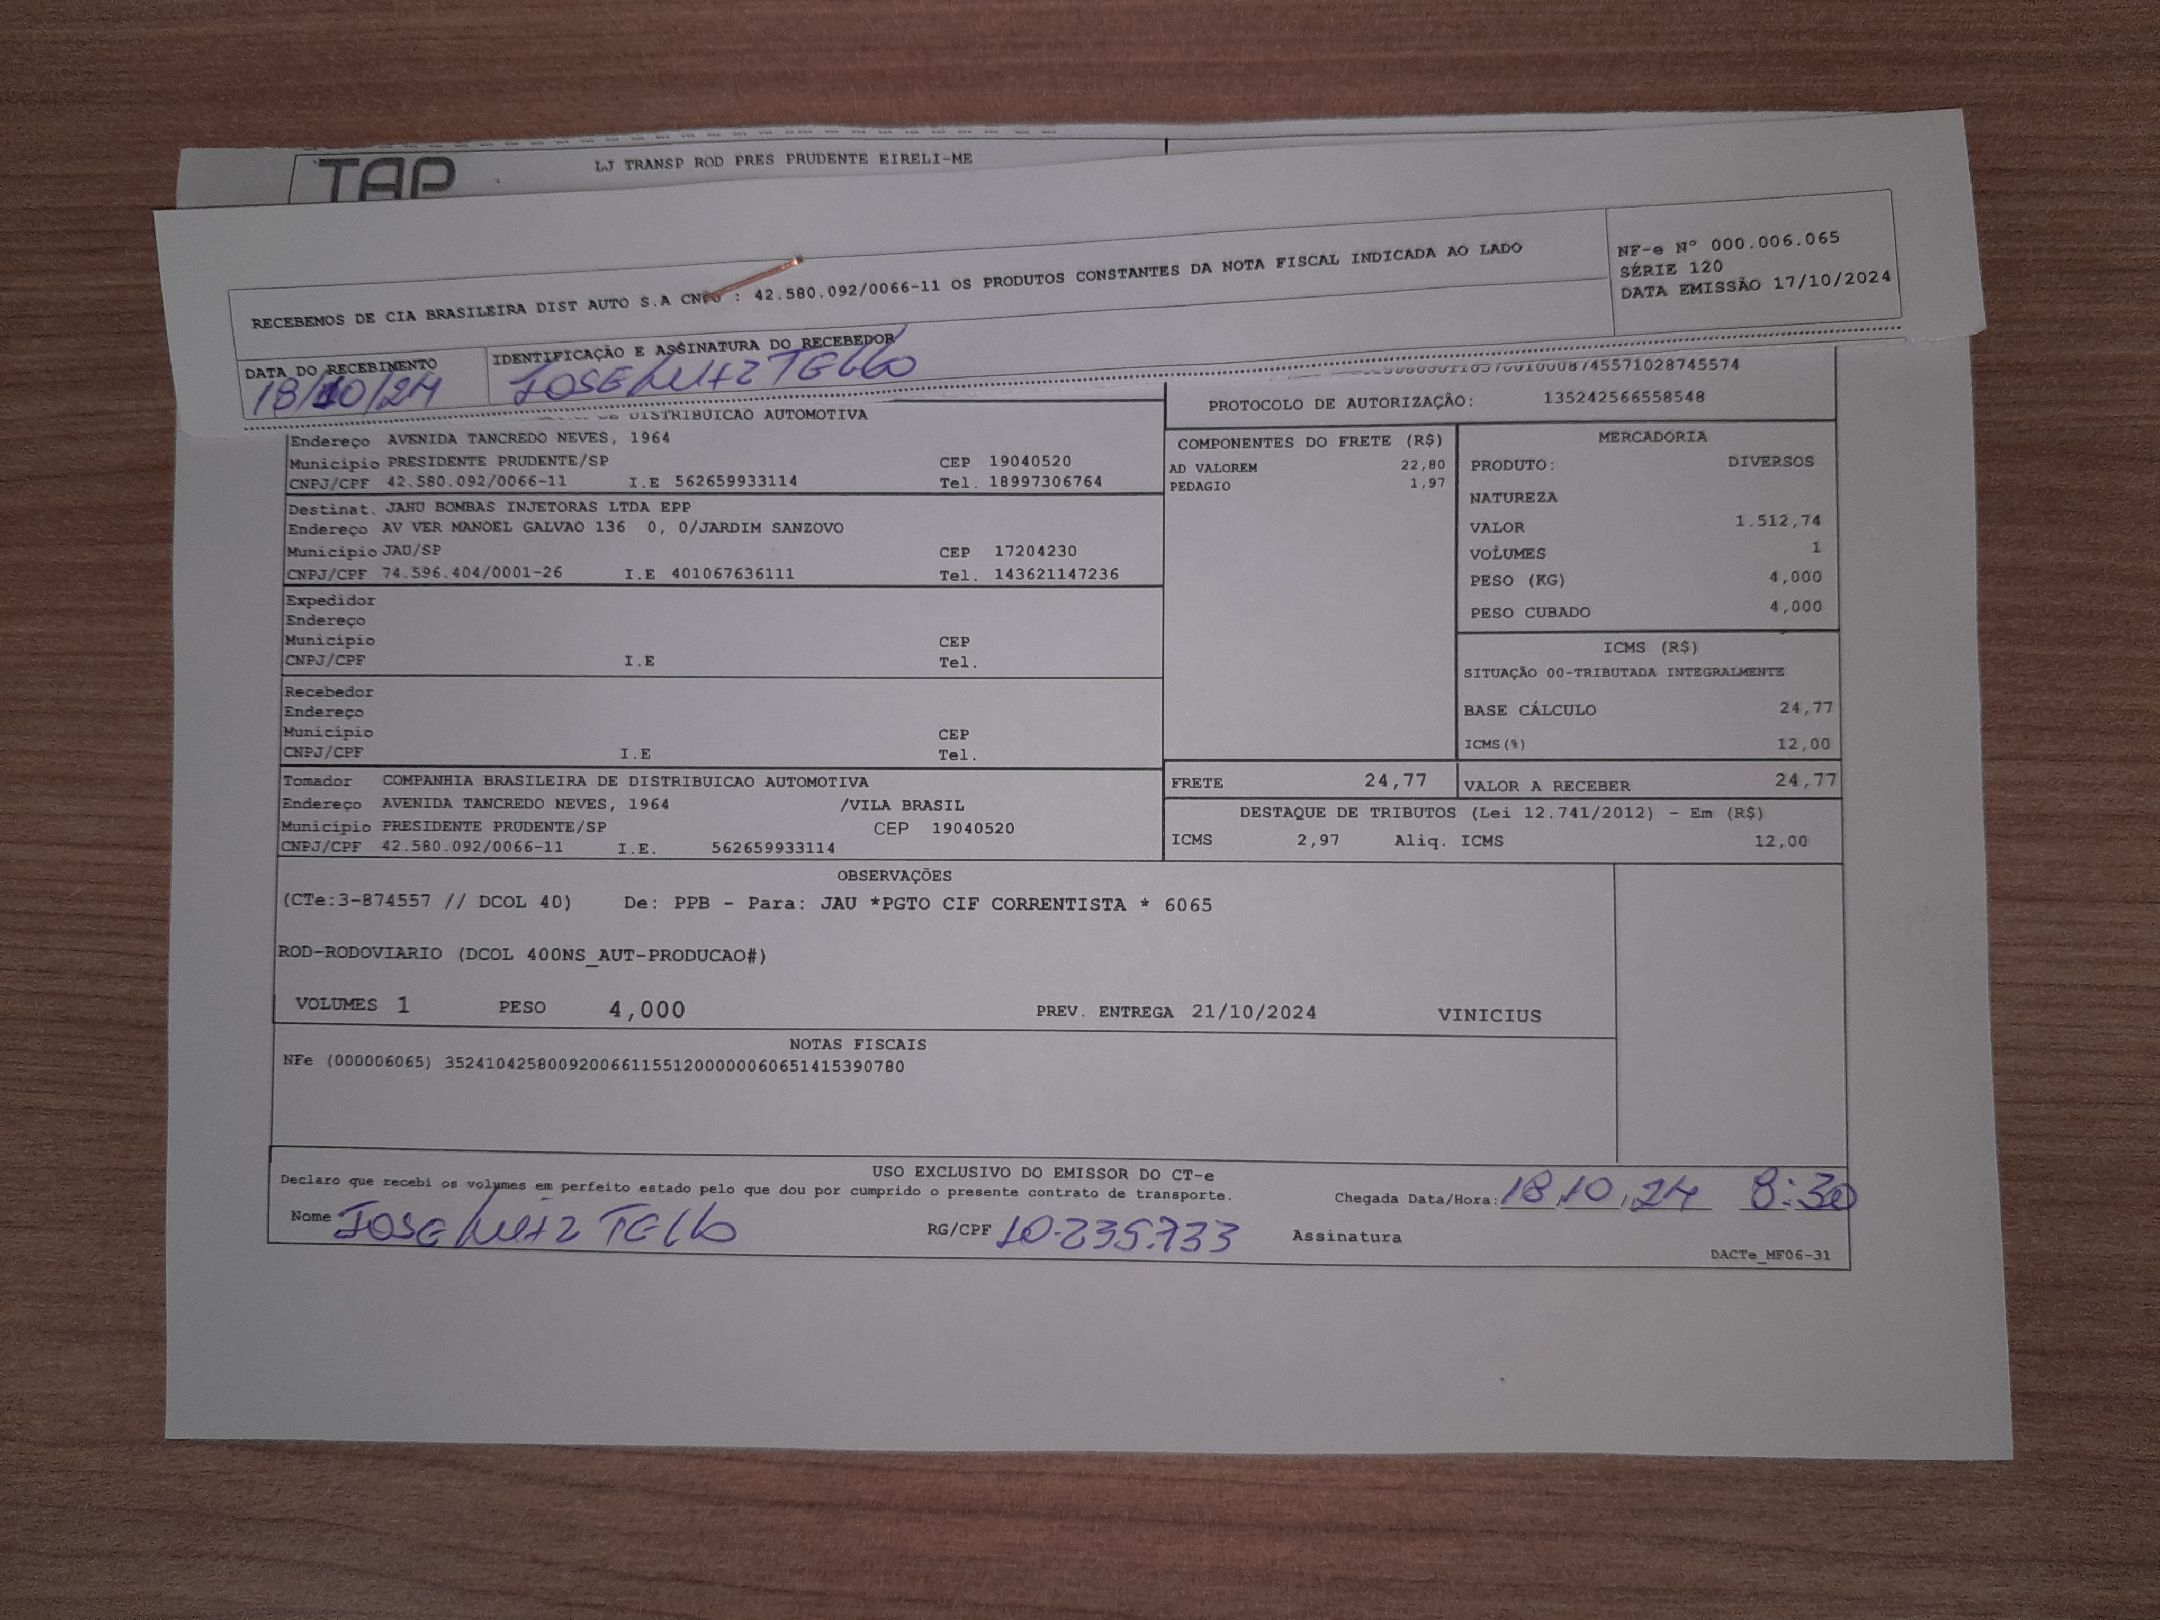 TAP
LJ TRANSP ROD PRES PRUDENTE EIRELI-ME
RECEBEMOS DE CIA BRASILEIRA DIST AUTO S.A CNPJ : 42.580.092/0066-11 OS PRODUTOS CONSTANTES DA NOTA FISCAL INDICADA AO LADO
NF-e Nº 000.006.065
SÉRIE 120
DATA EMISSÃO 17/10/2024
DATA DO RECEBIMENTO
18/10/24
IDENTIFICAÇÃO E ASSINATURA DO RECEBEDOR
JOSE LUIZ TELLO
DISTRIBUICAO AUTOMOTIVA
Endereço AVENIDA TANCREDO NEVES, 1964
Município PRESIDENTE PRUDENTE/SP CEP 19040520
CNPJ/CPF 42.580.092/0066-11 I.E 562659933114 Tel. 18997306764
Destinat. JAHU BOMBAS INJETORAS LTDA EPP
Endereço AV VER MANOEL GALVAO 136 0, 0/JARDIM SANZOVO
Município JAU/SP CEP 17204230
CNPJ/CPF 74.596.404/0001-26 I.E 401067636111 Tel. 143621147236
Expedidor
Endereço
Município CEP
CNPJ/CPF I.E Tel.
Recebedor
Endereço
Município CEP
CNPJ/CPF I.E Tel.
Tomador COMPANHIA BRASILEIRA DE DISTRIBUICAO AUTOMOTIVA
Endereço AVENIDA TANCREDO NEVES, 1964 /VILA BRASIL
Município PRESIDENTE PRUDENTE/SP CEP 19040520
CNPJ/CPF 42.580.092/0066-11 I.E. 562659933114
PROTOCOLO DE AUTORIZAÇÃO: 135242566558548
COMPONENTES DO FRETE (R$)
AD VALOREM 22,80
PEDAGIO 1,97
MERCADORIA
PRODUTO: DIVERSOS
NATUREZA
VALOR 1.512,74
VOLUMES 1
PESO (KG) 4,000
PESO CUBADO 4,000
ICMS (R$)
SITUAÇÃO 00-TRIBUTADA INTEGRALMENTE
BASE CÁLCULO 24,77
ICMS(%) 12,00
FRETE 24,77 VALOR A RECEBER 24,77
DESTAQUE DE TRIBUTOS (Lei 12.741/2012) - Em (R$)
ICMS 2,97 Aliq. ICMS 12,00
OBSERVAÇÕES
(CTe:3-874557 // DCOL 40) De: PPB - Para: JAU *PGTO CIF CORRENTISTA * 6065
ROD-RODOVIARIO (DCOL 400NS_AUT-PRODUCAO#)
VOLUMES 1 PESO 4,000 PREV. ENTREGA 21/10/2024 VINICIUS
NOTAS FISCAIS
NFe (000006065) 35241042580092006611551200000060651415390780
USO EXCLUSIVO DO EMISSOR DO CT-e
Declaro que recebi os volumes em perfeito estado pelo que dou por cumprido o presente contrato de transporte.
Chegada Data/Hora: 18,10,24 8:30
Nome JOSE LUIZ TELLO RG/CPF 10.235.733 Assinatura
DACTe_MF06-31